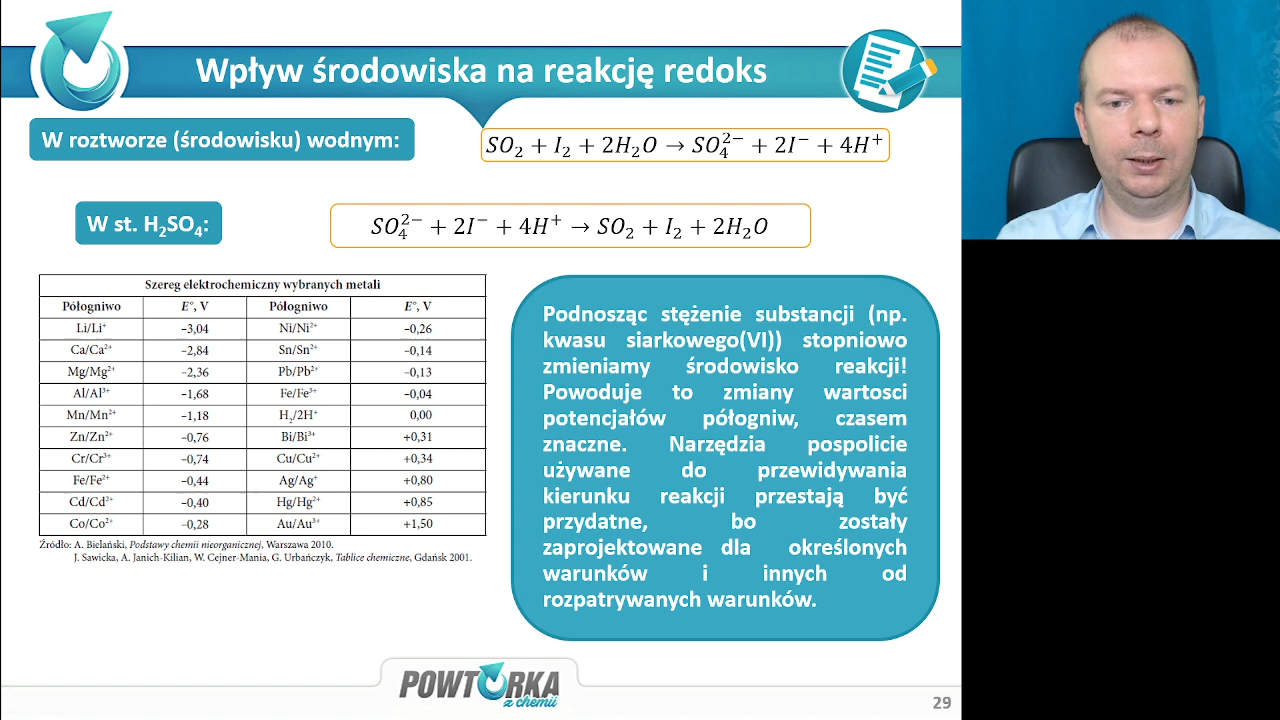 Wpływ środowiska na reakcję redoks
W roztworze (środowisku) wodnym:
SO₂ + I₂ + 2H₂O → SO₄²⁻ + 2I⁻ + 4H⁺
W st. H₂SO₄:
SO₄²⁻ + 2I⁻ + 4H⁺ → SO₂ + I₂ + 2H₂O
Szereg elektrochemiczny wybranych metali
Półogniwo E°, V Półogniwo E°, V
Li/Li⁺ –3,04 Ni/Ni²⁺ –0,26
Ca/Ca²⁺ –2,84 Sn/Sn²⁺ –0,14
Mg/Mg²⁺ –2,36 Pb/Pb²⁺ –0,13
Al/Al³⁺ –1,68 Fe/Fe³⁺ –0,04
Mn/Mn²⁺ –1,18 H₂/2H⁺ 0,00
Zn/Zn²⁺ –0,76 Bi/Bi³⁺ +0,31
Cr/Cr³⁺ –0,74 Cu/Cu²⁺ +0,34
Fe/Fe²⁺ –0,44 Ag/Ag⁺ +0,80
Cd/Cd²⁺ –0,40 Hg/Hg²⁺ +0,85
Co/Co²⁺ –0,28 Au/Au³⁺ +1,50
Źródło: A. Bielański, Podstawy chemii nieorganicznej, Warszawa 2010.
J. Sawicka, A. Janich-Kilian, W. Cejner-Mania, G. Urbańczyk, Tablice chemiczne, Gdańsk 2001.
Podnosząc stężenie substancji (np.
kwasu siarkowego(VI)) stopniowo
zmieniamy środowisko reakcji!
Powoduje to zmiany wartosci
potencjałów półogniw, czasem
znaczne. Narzędzia pospolicie
używane do przewidywania
kierunku reakcji przestają być
przydatne, bo zostały
zaprojektowane dla określonych
warunków i innych od
rozpatrywanych warunków.
POWTÓRKA
z chemii
29